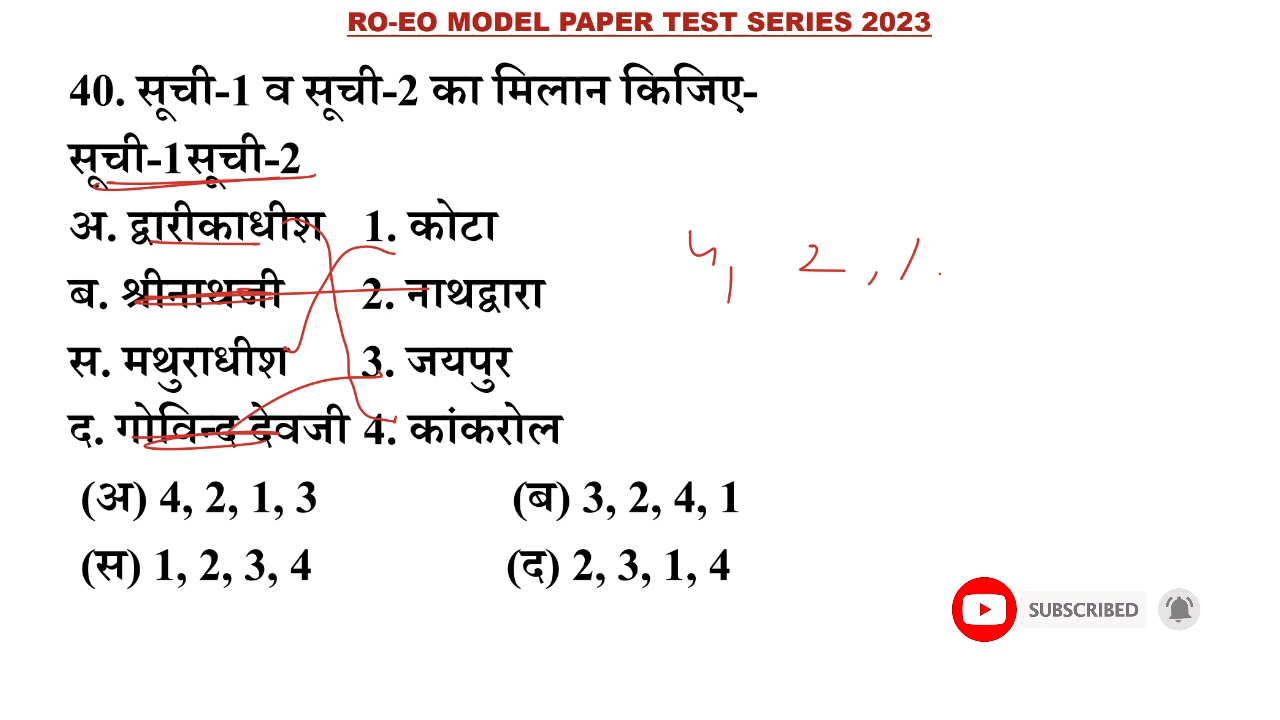 RO-EO MODEL PAPER TEST SERIES 2023
40. सूची-1 व सूची-2 का मिलान किजिए-
सूची-1सूची-2
अ. द्वारीकाधीश 1. कोटा
ब. श्रीनाथजी 2. नाथद्वारा
स. मथुराधीश 3. जयपुर
द. गोविन्द देवजी 4. कांकरोल
(अ) 4, 2, 1, 3 (ब) 3, 2, 4, 1
(स) 1, 2, 3, 4 (द) 2, 3, 1, 4
4, 2, 1.
SUBSCRIBED